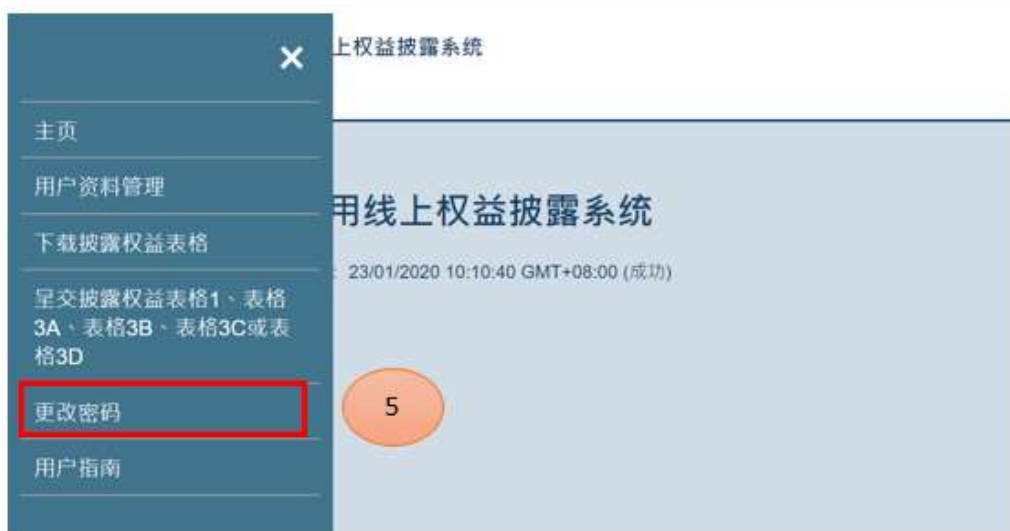 ×
上权益披露系统
主页
用户资料管理
下载披露权益表格
呈交披露权益表格1、表格
3A、表格3B、表格3C或表
格3D
更改密码
用户指南
用线上权益披露系统
: 23/01/2020 10:10:40 GMT+08:00 (成功)
5